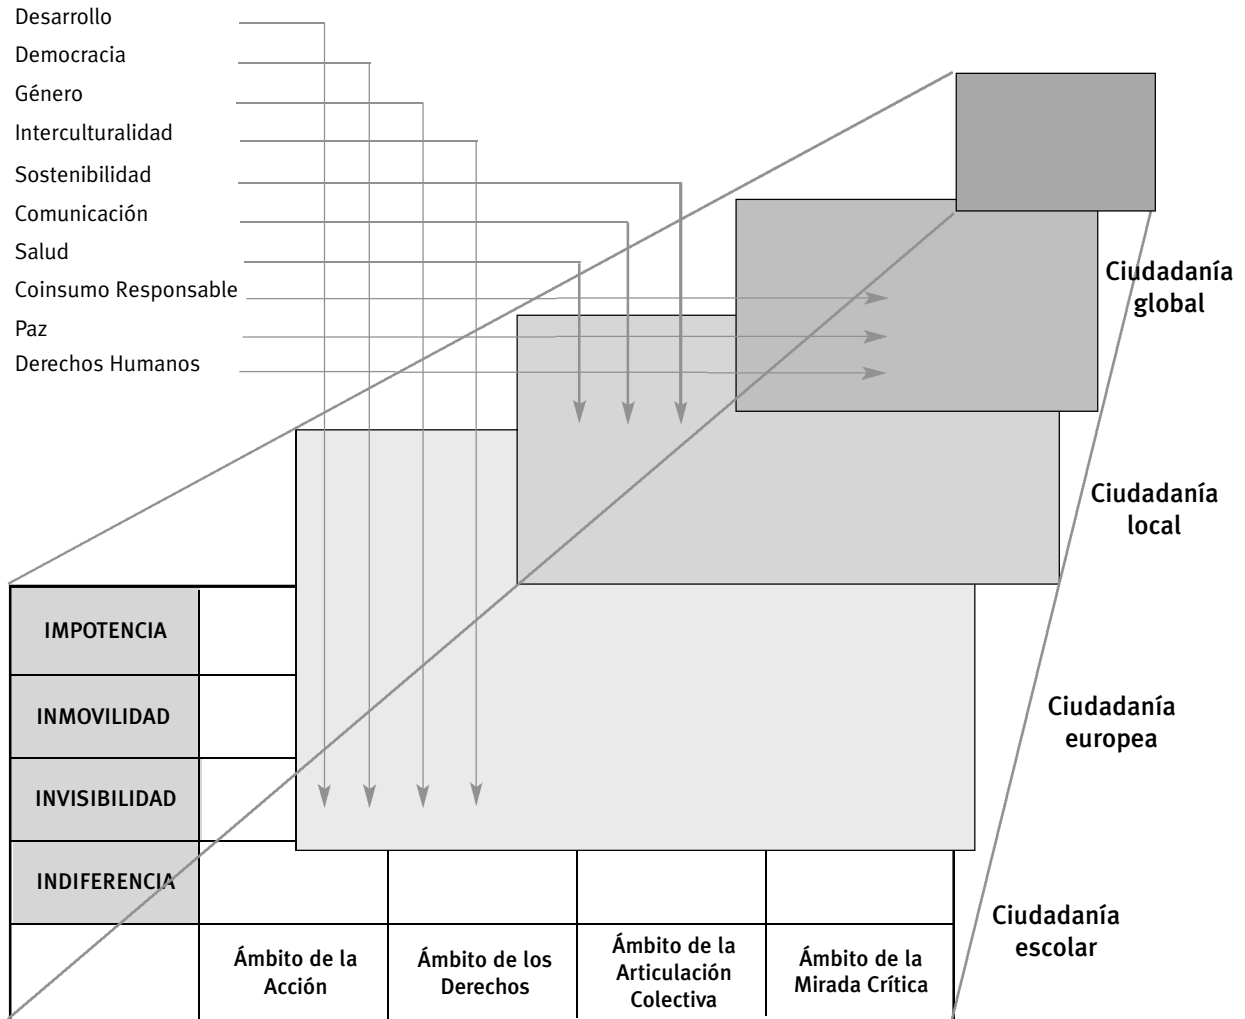 Desarrollo
Democracia
Género
Interculturalidad
Sostenibilidad
Comunicación
Salud
Coinsumo Responsable
Paz
Derechos Humanos
Ciudadanía
global
Ciudadanía
local
Ciudadanía
europea
Ciudadanía
escolar
IMPOTENCIA
INMOVILIDAD
INVISIBILIDAD
INDIFERENCIA
Ámbito de la
Acción
Ámbito de los
Derechos
Ámbito de la
Articulación
Colectiva
Ámbito de la
Mirada Crítica